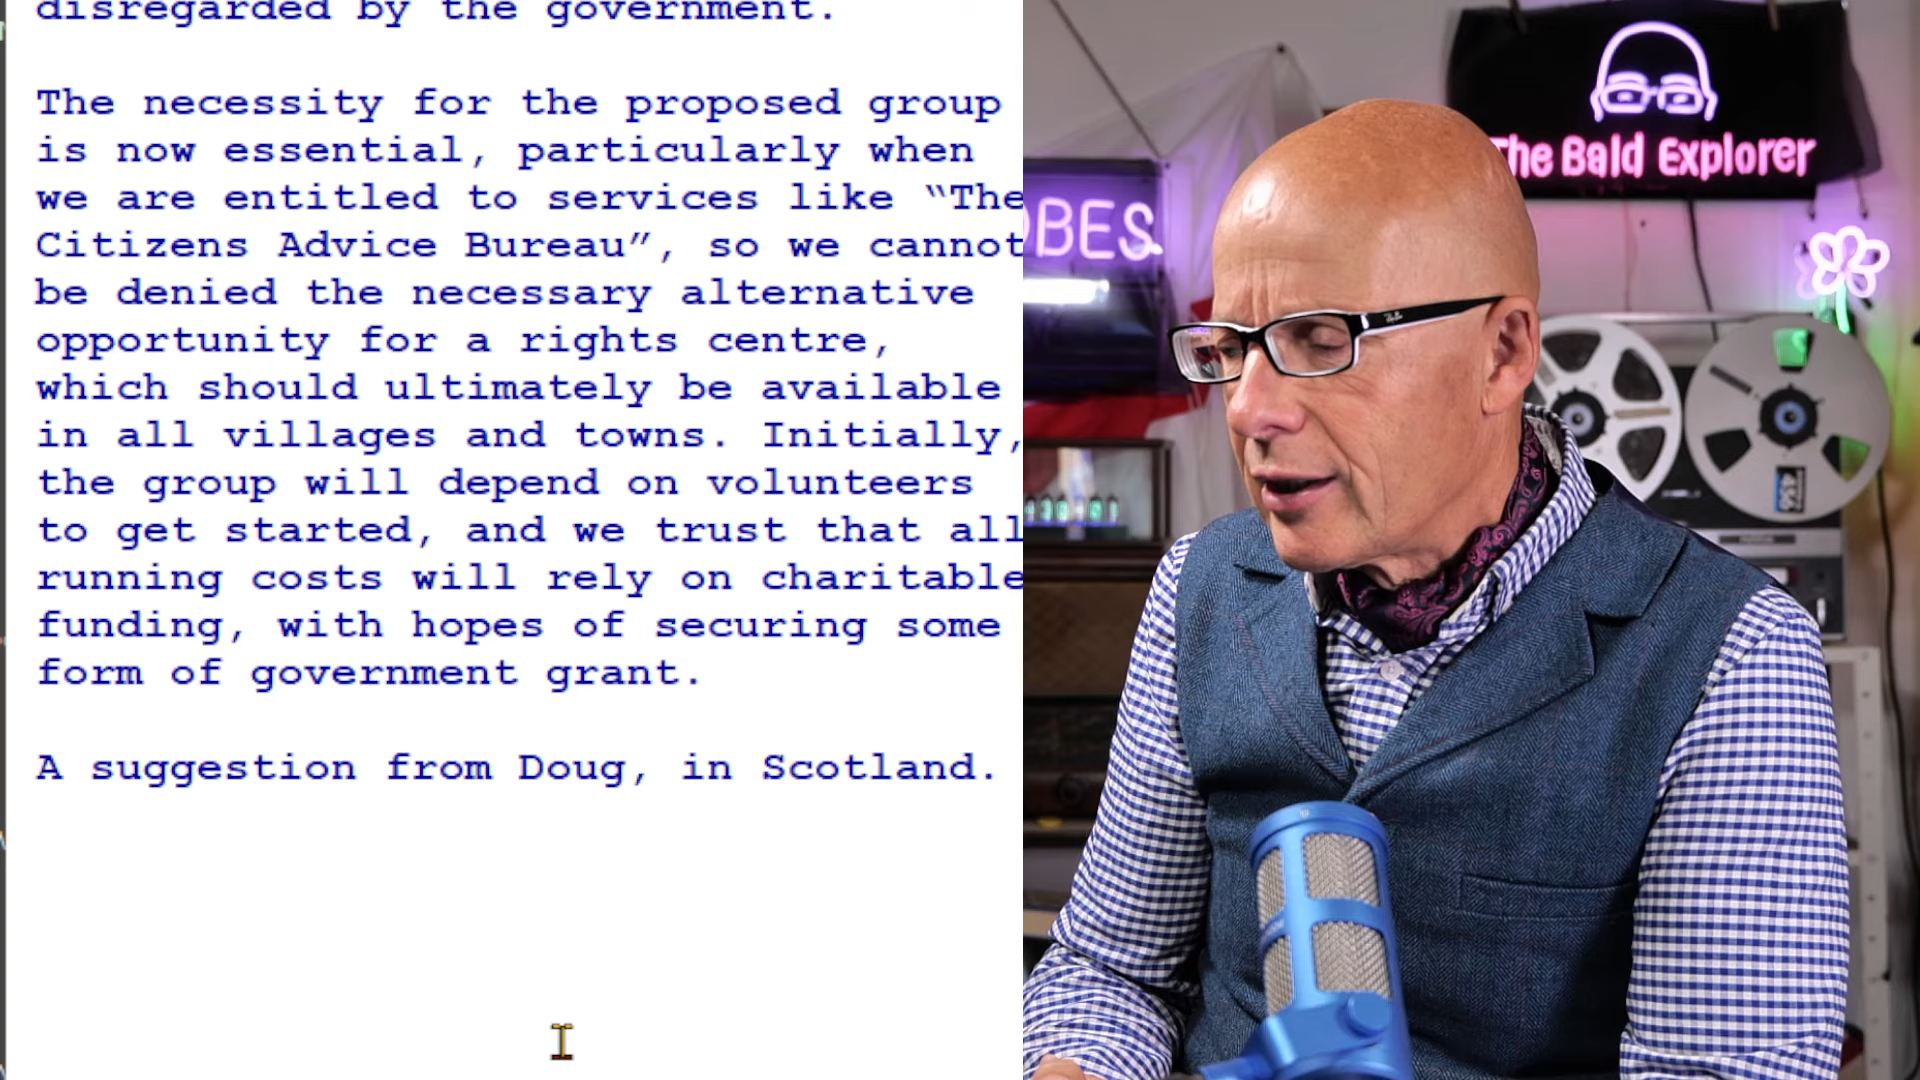 disregarded by the government.
The necessity for the proposed group
is now essential, particularly when
we are entitled to services like “The
Citizens Advice Bureau”, so we cannot
be denied the necessary alternative
opportunity for a rights centre,
which should ultimately be available
in all villages and towns. Initially,
the group will depend on volunteers
to get started, and we trust that all
running costs will rely on charitable
funding, with hopes of securing some
form of government grant.
A suggestion from Doug, in Scotland.
The Bald Explorer
OBES